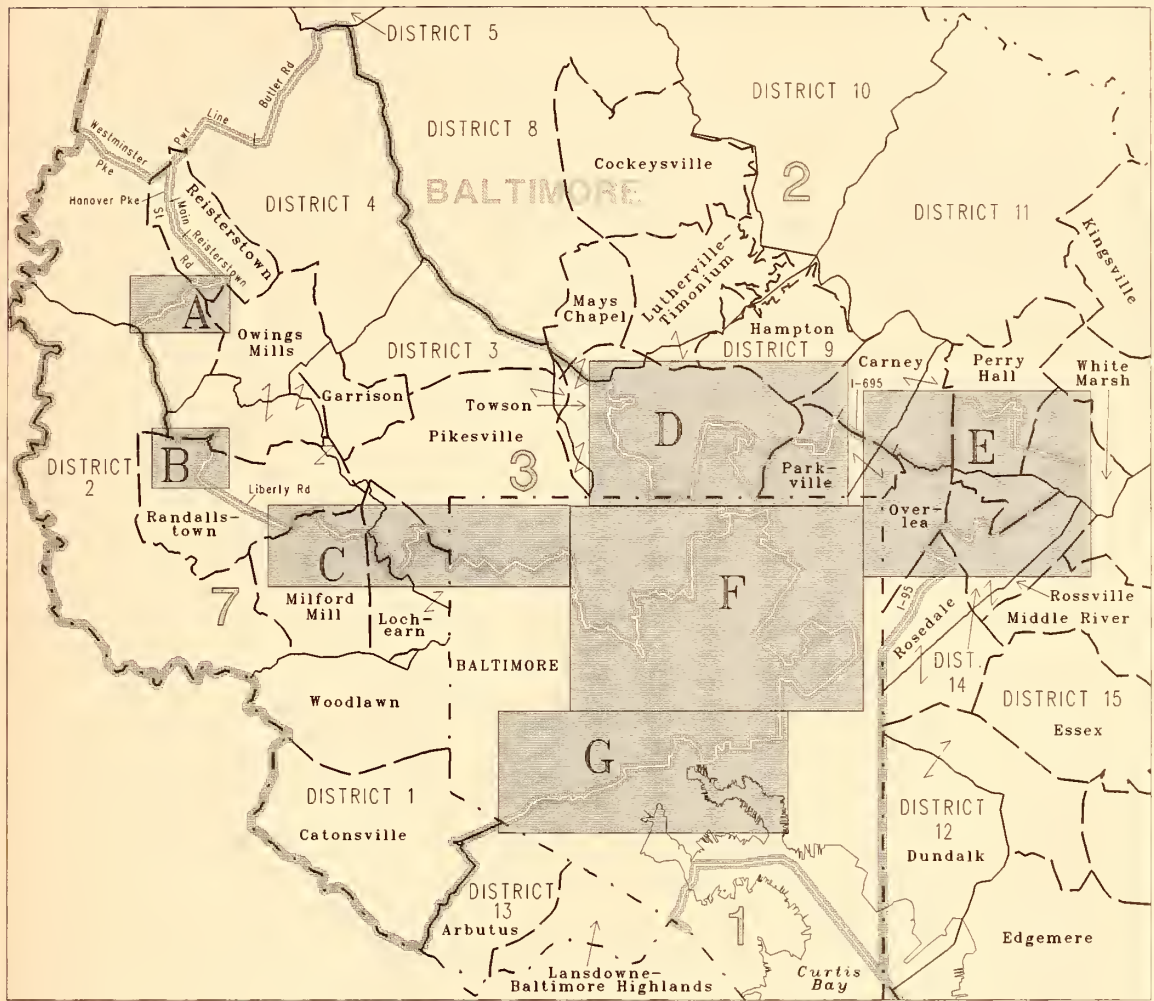 DISTRICT 5
Butler Rd
Line
Pwr
Westminster
Pke
Hanover Pke
Main
St
Reisterstown
Rd
Reisterstown
DISTRICT 4
DISTRICT 8
BALTIMORE
DISTRICT 10
Cockeysville
2
DISTRICT 11
Kingsville
Lutherville-
Timonium
Mays
Chapel
Hampton
A
Owings
Mills
DISTRICT 3
DISTRICT 9
Carney
I-695
Perry
Hall
White
Marsh
Garrison
Towson
Pikesville
3
D
Park-
ville
E
B
DISTRICT
2
Liberty Rd
Randalls-
town
Over-
lea
C
Milford
Mill
Loch-
earn
7
F
I-95
Rosedale
Rossville
Middle River
BALTIMORE
DIST.
14
Woodlawn
DISTRICT 15
Essex
G
DISTRICT 1
Catonsville
DISTRICT
12
Dundalk
DISTRICT
13
Arbutus
1
Lansdowne-
Baltimore Highlands
Curtis
Bay
Edgemere